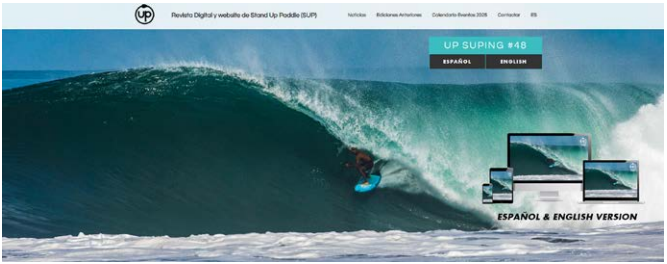 up
Revista Digital y website de Stand Up Paddle (SUP)
Noticias Ediciones Anteriores Calendario Eventos 2025 Contactar ES
UP SUPING #48
ESPAÑOL ENGLISH
ESPAÑOL & ENGLISH VERSION